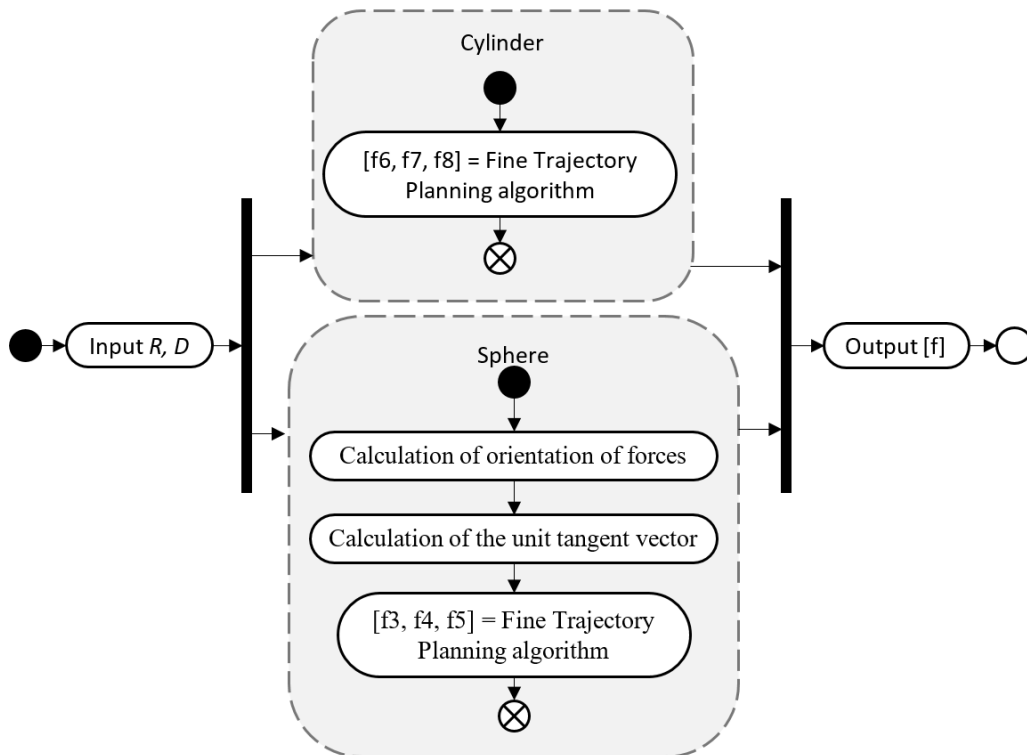 Cylinder
[f6, f7, f8] = Fine Trajectory
Planning algorithm
Input R, D
Output [f]
Sphere
Calculation of orientation of forces
Calculation of the unit tangent vector
[f3, f4, f5] = Fine Trajectory
Planning algorithm